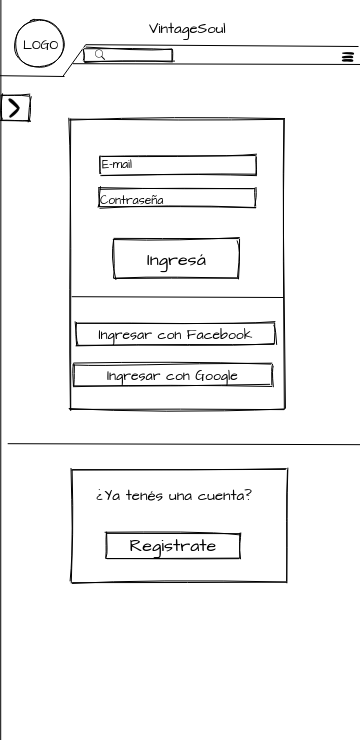 VintageSoul
LOGO
E-mail
Contraseña
Ingresá
Ingresar con Facebook
Ingresar con Google
¿Ya tenés una cuenta?
Registrate